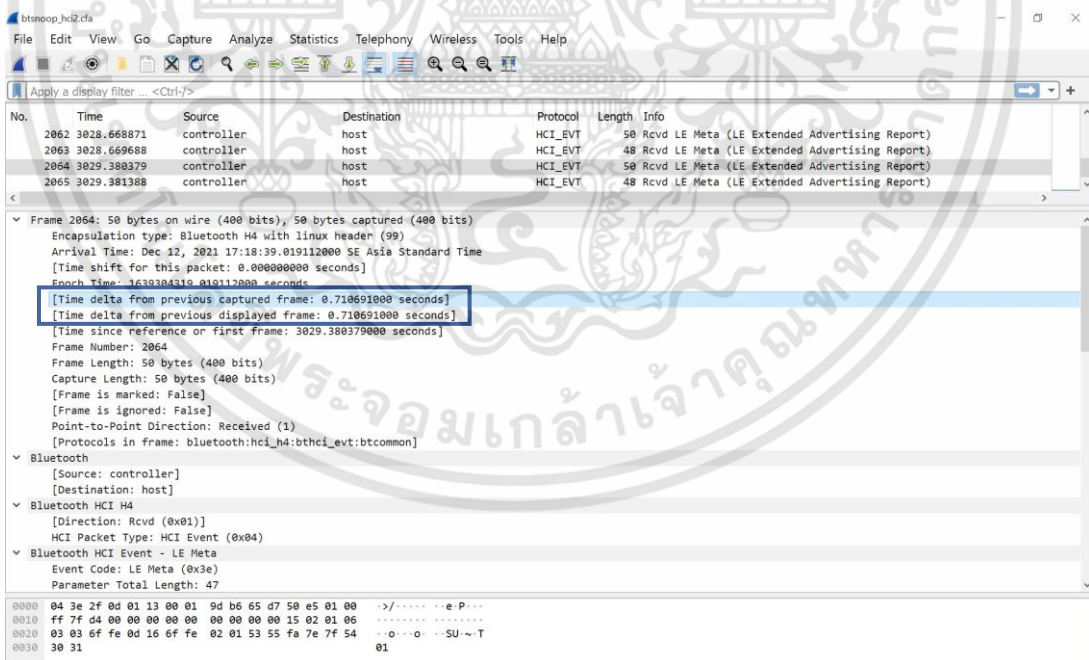 btsnoop_hci2.cfa
File Edit View Go Capture Analyze Statistics Telephony Wireless Tools Help
Apply a display filter ... <Ctrl-/>
No. Time Source Destination Protocol Length Info
2062 3028.668871 controller host HCI_EVT 50 Rcvd LE Meta (LE Extended Advertising Report)
2063 3028.669688 controller host HCI_EVT 48 Rcvd LE Meta (LE Extended Advertising Report)
2064 3029.380379 controller host HCI_EVT 50 Rcvd LE Meta (LE Extended Advertising Report)
2065 3029.381388 controller host HCI_EVT 48 Rcvd LE Meta (LE Extended Advertising Report)
Frame 2064: 50 bytes on wire (400 bits), 50 bytes captured (400 bits)
Encapsulation type: Bluetooth H4 with linux header (99)
Arrival Time: Dec 12, 2021 17:18:39.019112000 SE Asia Standard Time
[Time shift for this packet: 0.000000000 seconds]
Epoch Time: 1639304319.019112000 seconds
[Time delta from previous captured frame: 0.710691000 seconds]
[Time delta from previous displayed frame: 0.710691000 seconds]
[Time since reference or first frame: 3029.380379000 seconds]
Frame Number: 2064
Frame Length: 50 bytes (400 bits)
Capture Length: 50 bytes (400 bits)
[Frame is marked: False]
[Frame is ignored: False]
Point-to-Point Direction: Received (1)
[Protocols in frame: bluetooth:hci_h4:bthci_evt:btcommon]
Bluetooth
[Source: controller]
[Destination: host]
Bluetooth HCI H4
[Direction: Rcvd (0x01)]
HCI Packet Type: HCI Event (0x04)
Bluetooth HCI Event - LE Meta
Event Code: LE Meta (0x3e)
Parameter Total Length: 47
0000 04 3e 2f 0d 01 13 00 01 9d b6 65 d7 50 e5 01 00 ·>/····· ··e·P···
0010 ff 7f d4 00 00 00 00 00 00 00 00 00 15 02 01 06 ········ ········
0020 03 03 6f fe 0d 16 6f fe 02 01 53 55 fa 7e 7f 54 ··o···o· ··SU·~·T
0030 30 31 01